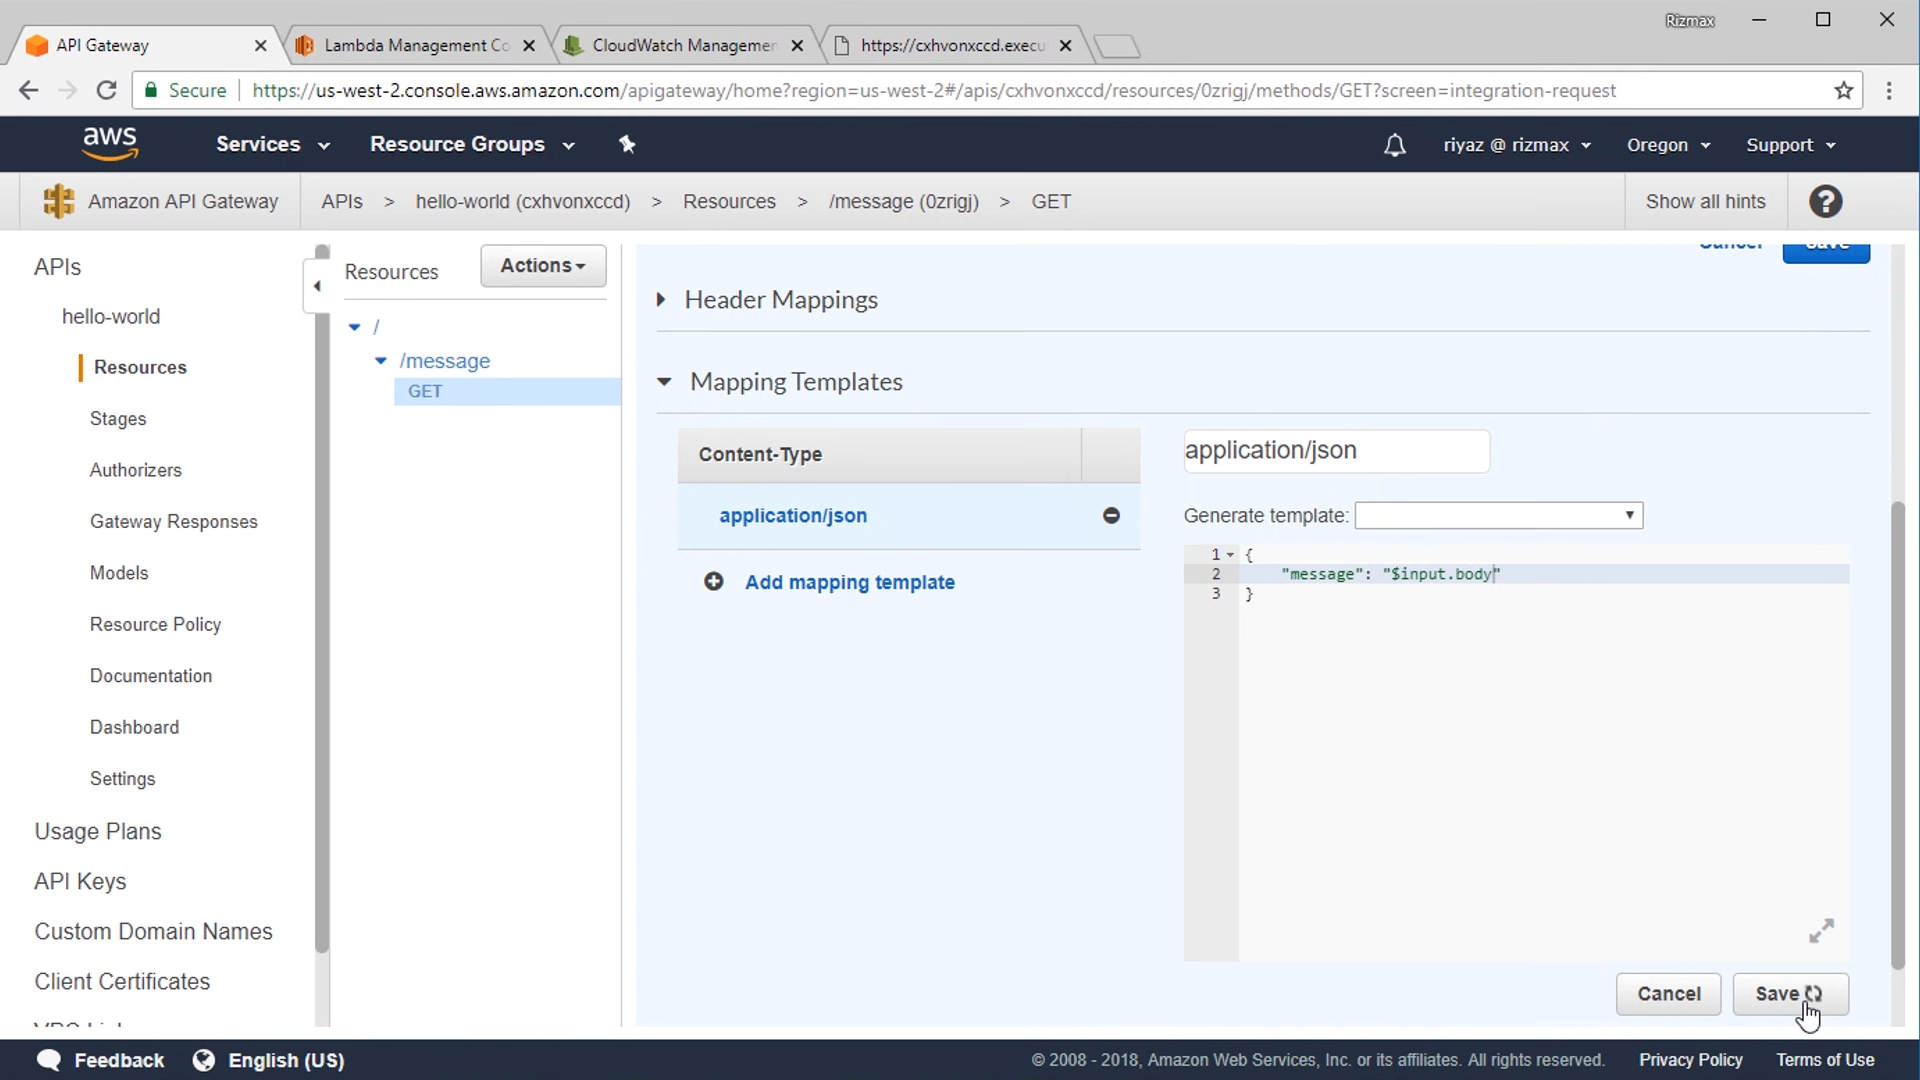 Rizmax
API Gateway
Lambda Management Co
CloudWatch Managemen
https://cxhvonxccd.execu
Secure
https://us-west-2.console.aws.amazon.com/apigateway/home?region=us-west-2#/apis/cxhvonxccd/resources/0zrigj/methods/GET?screen=integration-request
aws
Services
Resource Groups
riyaz @ rizmax
Oregon
Support
Amazon API Gateway
APIs > hello-world (cxhvonxccd) > Resources > /message (0zrigj) > GET
Show all hints
?
APIs
hello-world
Resources
Stages
Authorizers
Gateway Responses
Models
Resource Policy
Documentation
Dashboard
Settings
Usage Plans
API Keys
Custom Domain Names
Client Certificates
Resources
Actions
/
/message
GET
Cancel
Save
Header Mappings
Mapping Templates
Content-Type
application/json
Add mapping template
application/json
Generate template:
1 {
2 "message": "$input.body"
3 }
Cancel
Save
Feedback
English (US)
© 2008 - 2018, Amazon Web Services, Inc. or its affiliates. All rights reserved.
Privacy Policy
Terms of Use